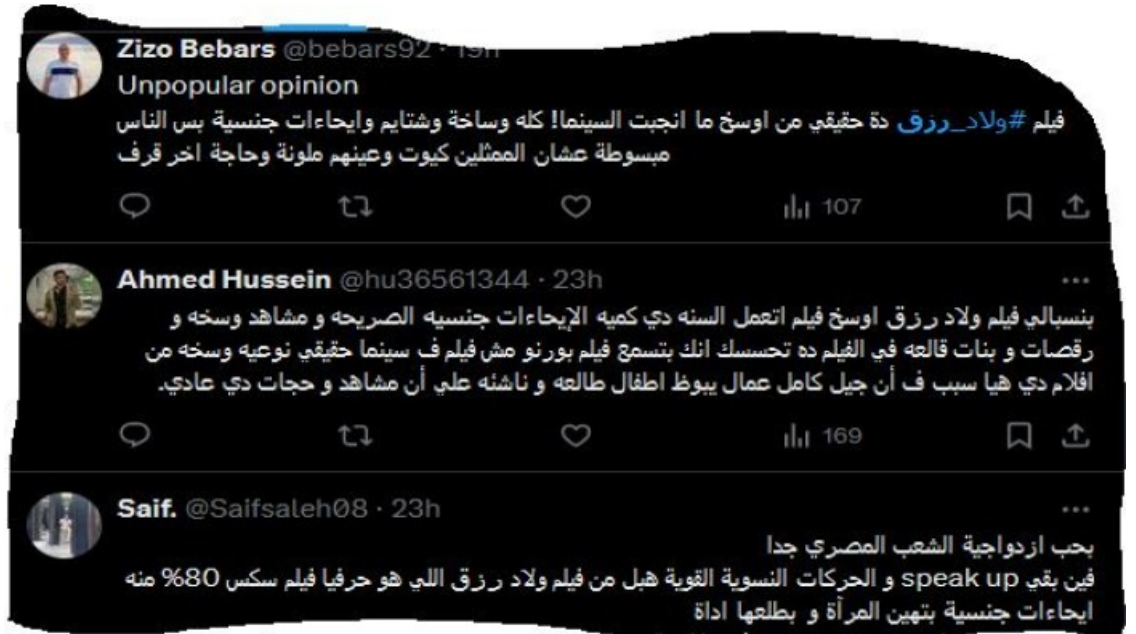 Zizo Bebars @bebars92 · 19h
Unpopular opinion
فيلم #ولاد_رزق دة حقيقي من اوسخ ما انجبت السينما! كله وساخة وشتايم وايحاءات جنسية بس الناس
مبسوطة عشان الممثلين كيوت وعينهم ملونة وحاجة اخر قرف
107
Ahmed Hussein @hu36561344 · 23h
بنسبالي فيلم ولاد رزق اوسخ فيلم اتعمل السنه دي كميه الإيحاءات جنسيه الصريحه و مشاهد وسخه و
رقصات و بنات قالعه في الفيلم ده تحسسك انك بتسمع فيلم بورنو مش فيلم ف سينما حقيقي نوعيه وسخه من
افلام دي هيا سبب ف أن جيل كامل عمال يبوظ اطفال طالعه و ناشئه علي أن مشاهد و حجات دي عادي.
169
Saif. @Saifsaleh08 · 23h
بحب ازدواجية الشعب المصري جدا
فين بقي speak up و الحركات النسوية القوية هبل من فيلم ولاد رزق اللي هو حرفيا فيلم سكس 80% منه
ايحاءات جنسية بتهين المرأة و بطلعها اداة